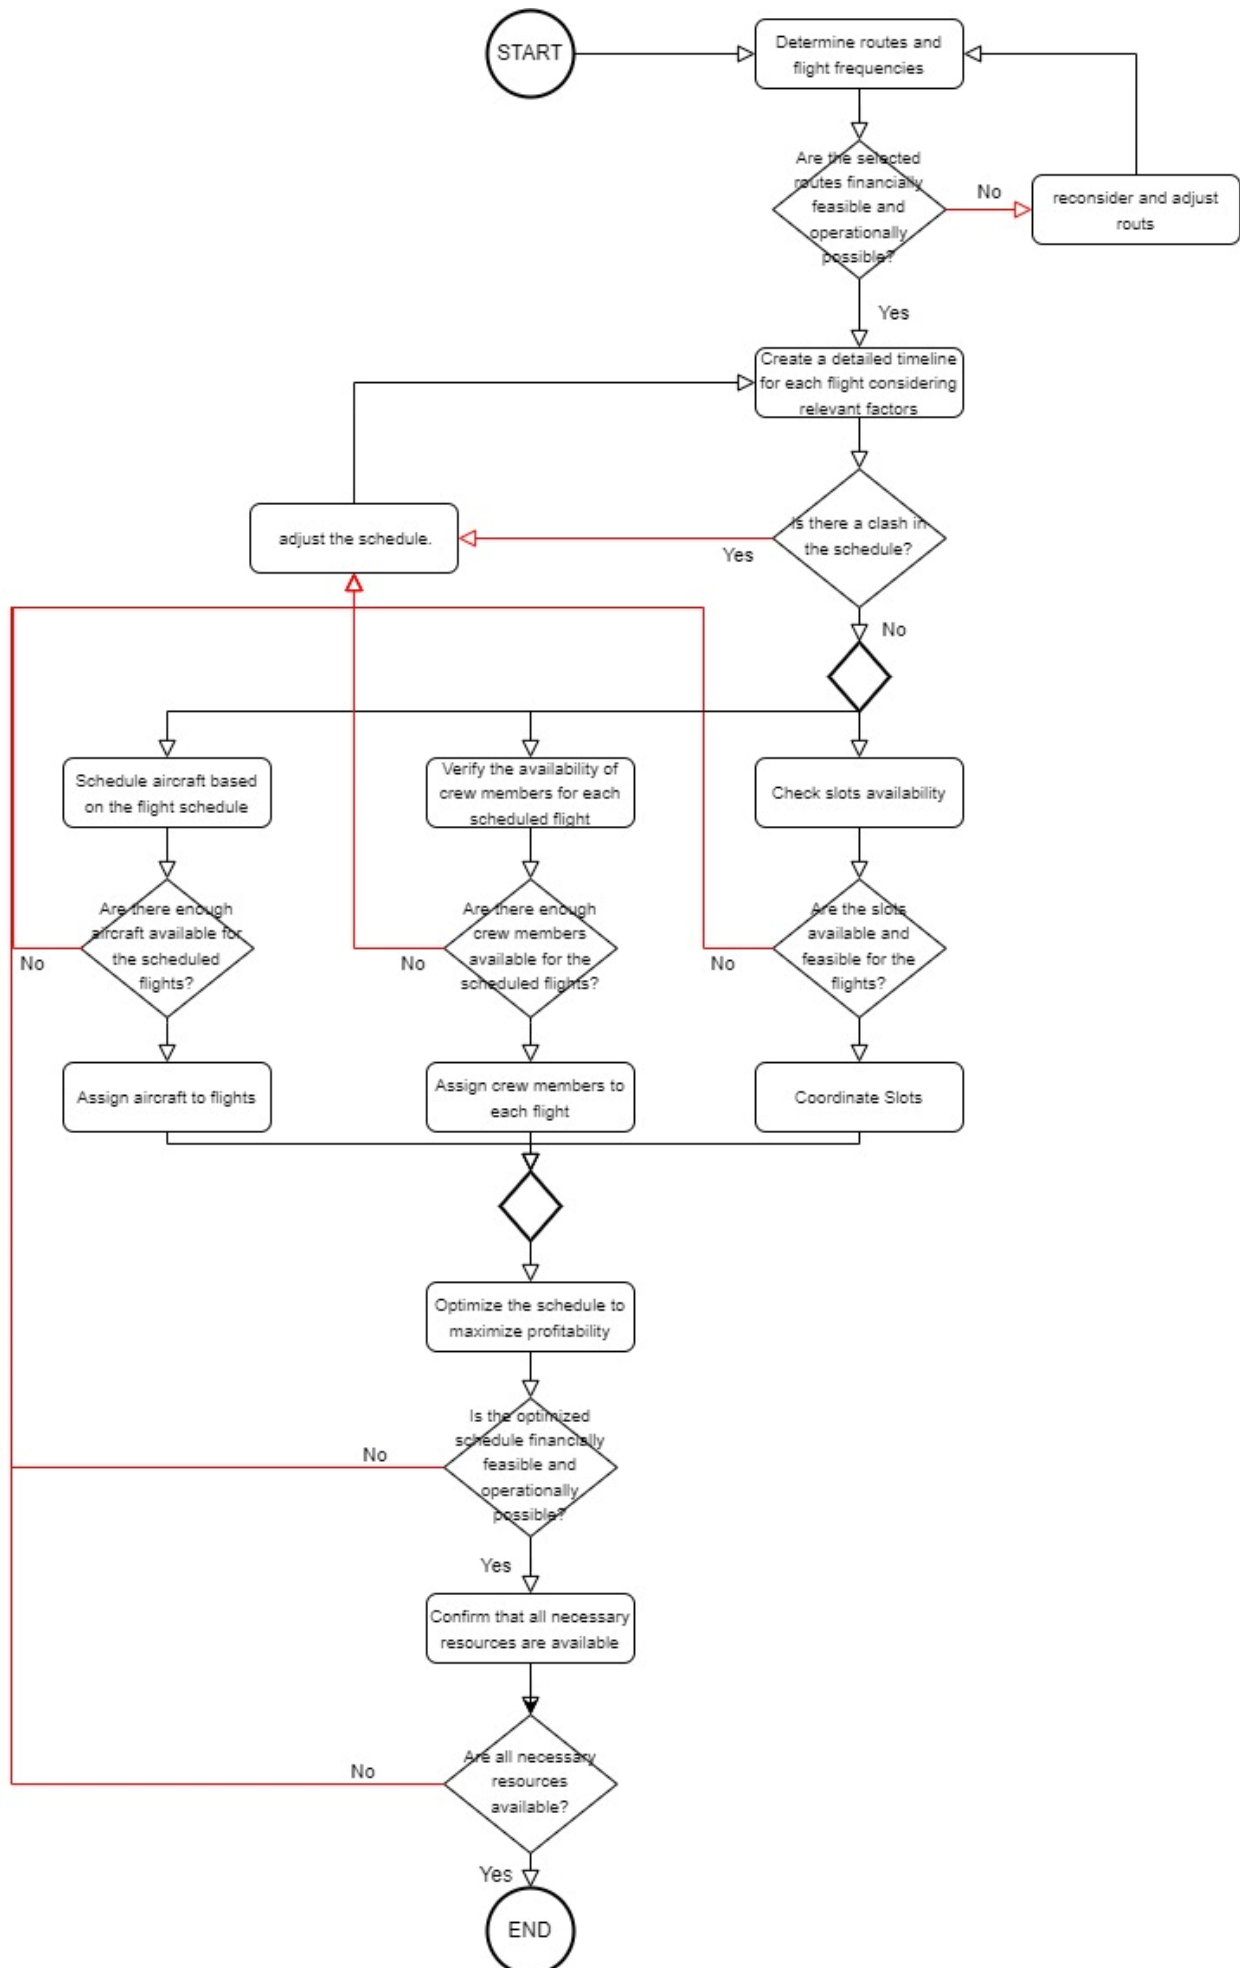 START
Determine routes and
flight frequencies
Are the selected
routes financially
feasible and
operationally
possible?
No
reconsider and adjust
routs
Yes
Create a detailed timeline
for each flight considering
relevant factors
Is there a clash in
the schedule?
Yes
adjust the schedule.
No
Schedule aircraft based
on the flight schedule
Verify the availability of
crew members for each
scheduled flight
Check slots availability
Are there enough
aircraft available for
the scheduled
flights?
No
Are there enough
crew members
available for the
scheduled flights?
No
Are the slots
available and
feasible for the
flights?
No
Assign aircraft to flights
Assign crew members to
each flight
Coordinate Slots
Optimize the schedule to
maximize profitability
Is the optimized
schedule financially
feasible and
operationally
possible?
No
Yes
Confirm that all necessary
resources are available
Are all necessary
resources
available?
No
Yes
END